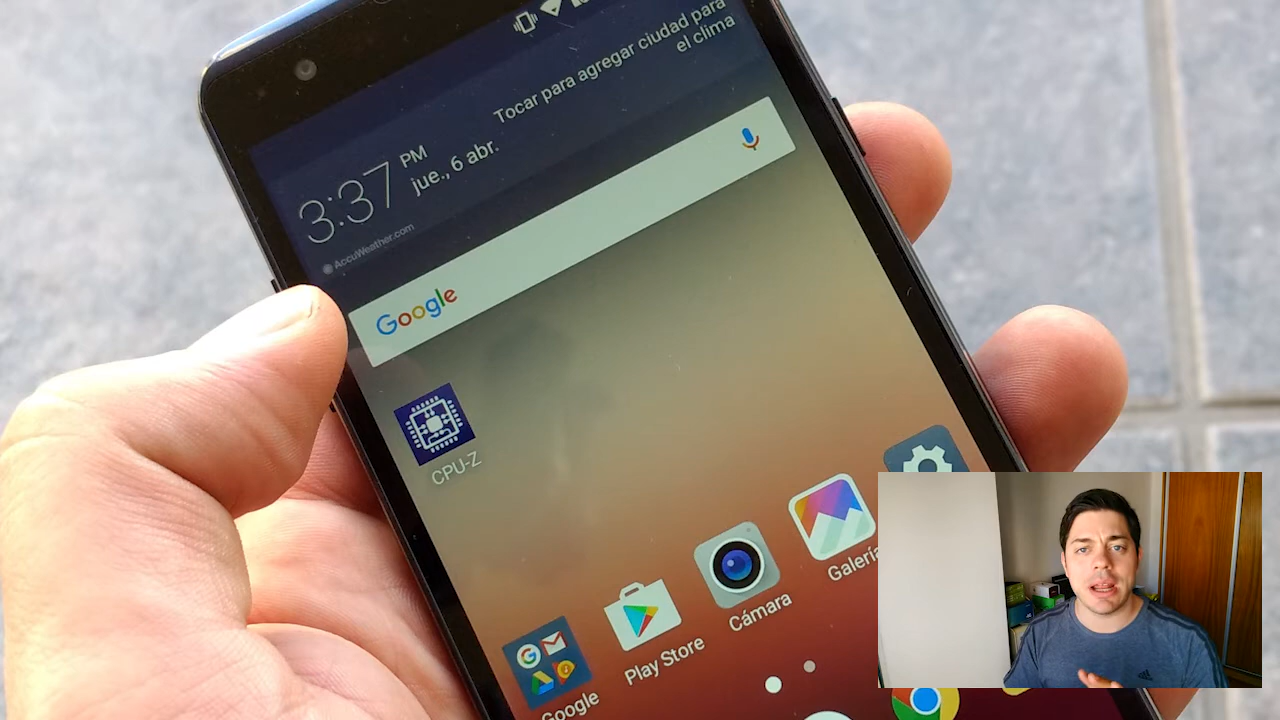 Tocar para agregar ciudad para
el clima
3:37 PM
jue., 6 abr.
AccuWeather.com
Google
CPU-Z
Galería
Cámara
Play Store
Google